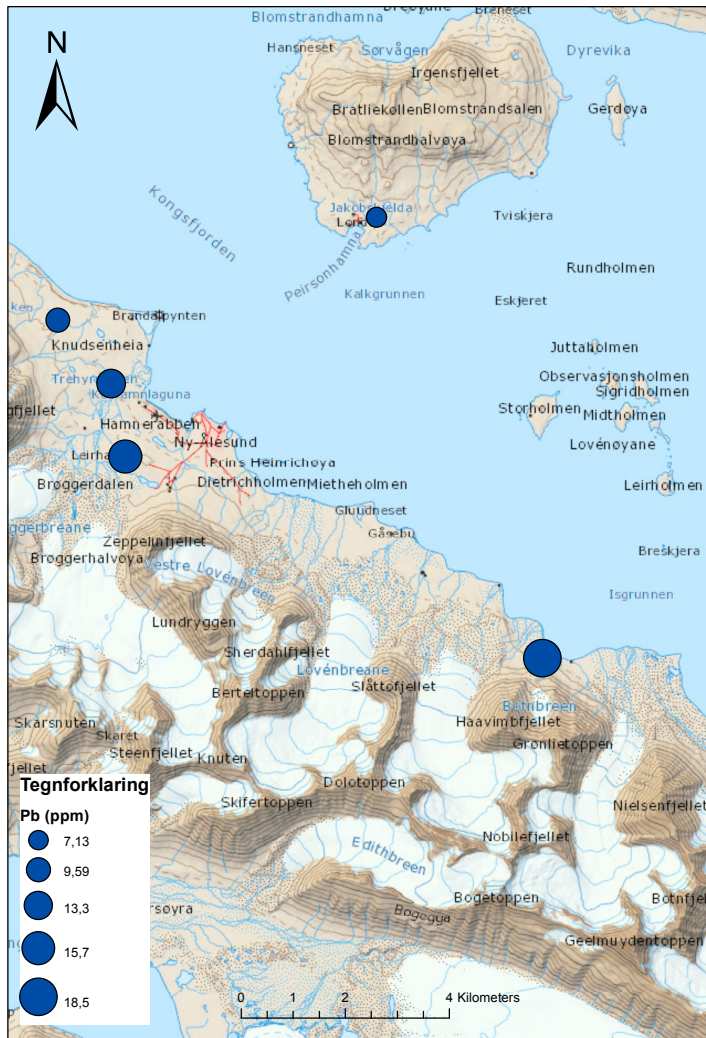 Blomstrandhamna
Hansneset
Sørvågen
Dyrevika
N
Irgensfjellet
Bratliekollen
Blomstrandsalen
Gerdøya
Blomstrandhalvøya
Kongsfjorden
Tviskjera
Peirsonhamna
Rundholmen
Kalkgrunnen
Eskjeret
Brandalpynten
Knudsenheia
Juttaholmen
Observasjonsholmen
Sigridholmen
Storholmen
Midtholmen
Hamnerabben
Ny-Ålesund
Lovénøyane
Prins Heinrichøya
Brøggerdalen
Dietrichholmen
Mietheholmen
Leirholmen
Gluudneset
Gåsebu
Zeppelinfjellet
Breskjera
Brøggerhalvøya
Vestre Lovénbreen
Isgrunnen
Lundryggen
Sherdahlfjellet
Lovénbreane
Slåttofjellet
Berteltoppen
Botnbreen
Haavimbfjellet
Skarsnuten
Skaret
Grønlietoppen
Steenfjellet
Knuten
Dolotoppen
Skifertoppen
Nielsenfjellet
Nobilefjellet
Edithbreen
Bogetoppen
Bogegga
Geelmuydentoppen
Tegnforklaring
Pb (ppm)
7,13
9,59
13,3
15,7
18,5
0 1 2 4 Kilometers